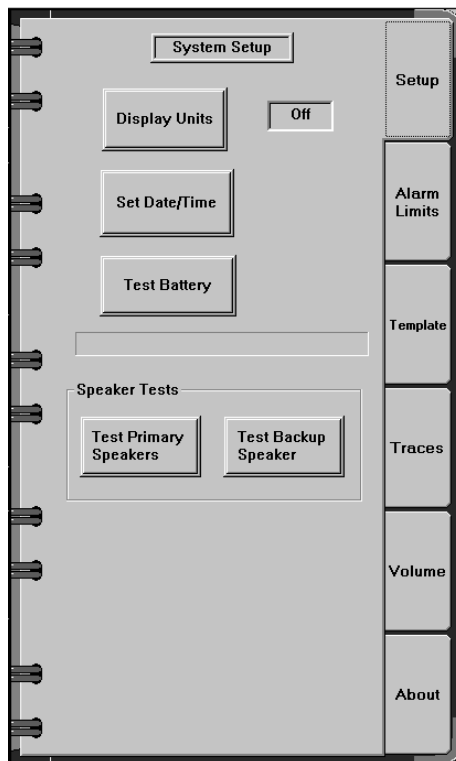 System Setup
Display Units
Off
Set Date/Time
Test Battery
Speaker Tests
Test Primary
Speakers
Test Backup
Speaker
Setup
Alarm
Limits
Template
Traces
Volume
About